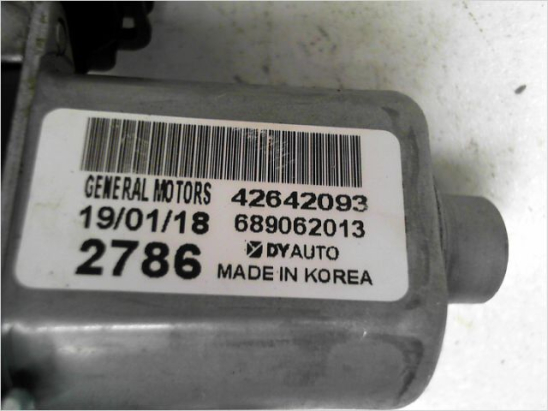 GENERAL MOTORS 42642093
19/01/18 689062013
2786 DYAUTO
MADE IN KOREA